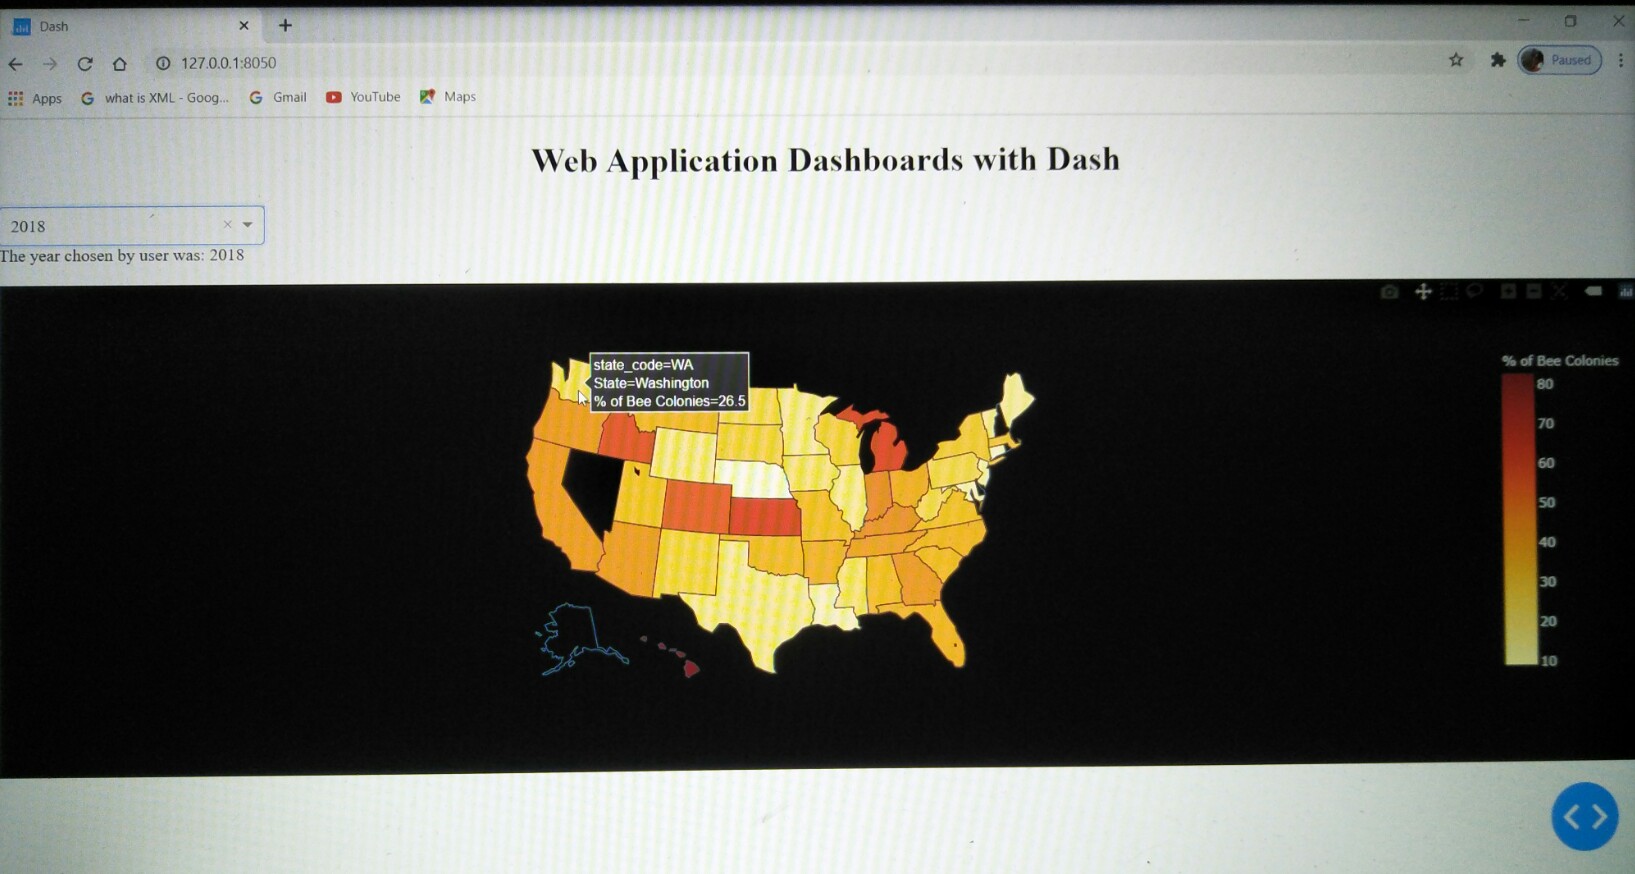 Dash
127.0.0.1:8050
Paused
Apps
what is XML - Goog...
Gmail
YouTube
Maps
Web Application Dashboards with Dash
2018
The year chosen by user was: 2018
state_code=WA
State=Washington
% of Bee Colonies=26.5
% of Bee Colonies
80
70
60
50
40
30
20
10